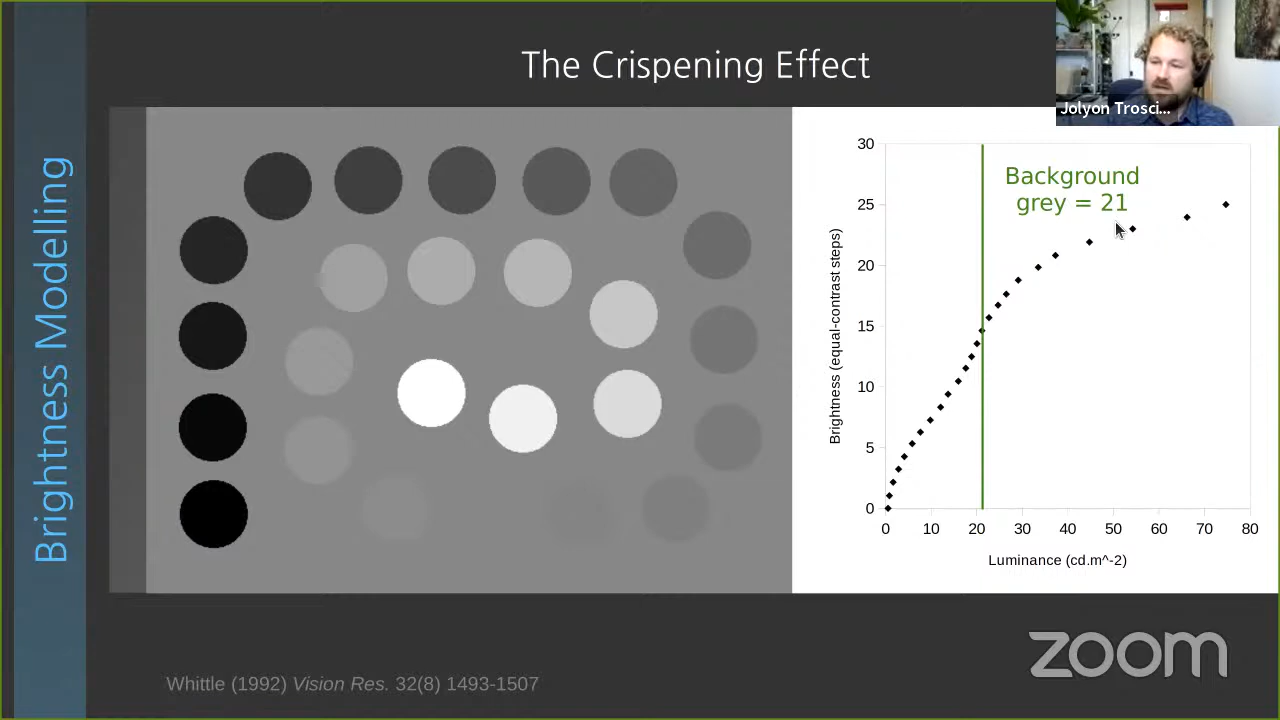 The Crispening Effect
Jolyon Trosci...
Brightness Modelling
30
25
20
15
10
5
0
Brightness (equal-contrast steps)
Background
grey = 21
0 10 20 30 40 50 60 70 80
Luminance (cd.m^-2)
Whittle (1992) Vision Res. 32(8) 1493-1507
zoom